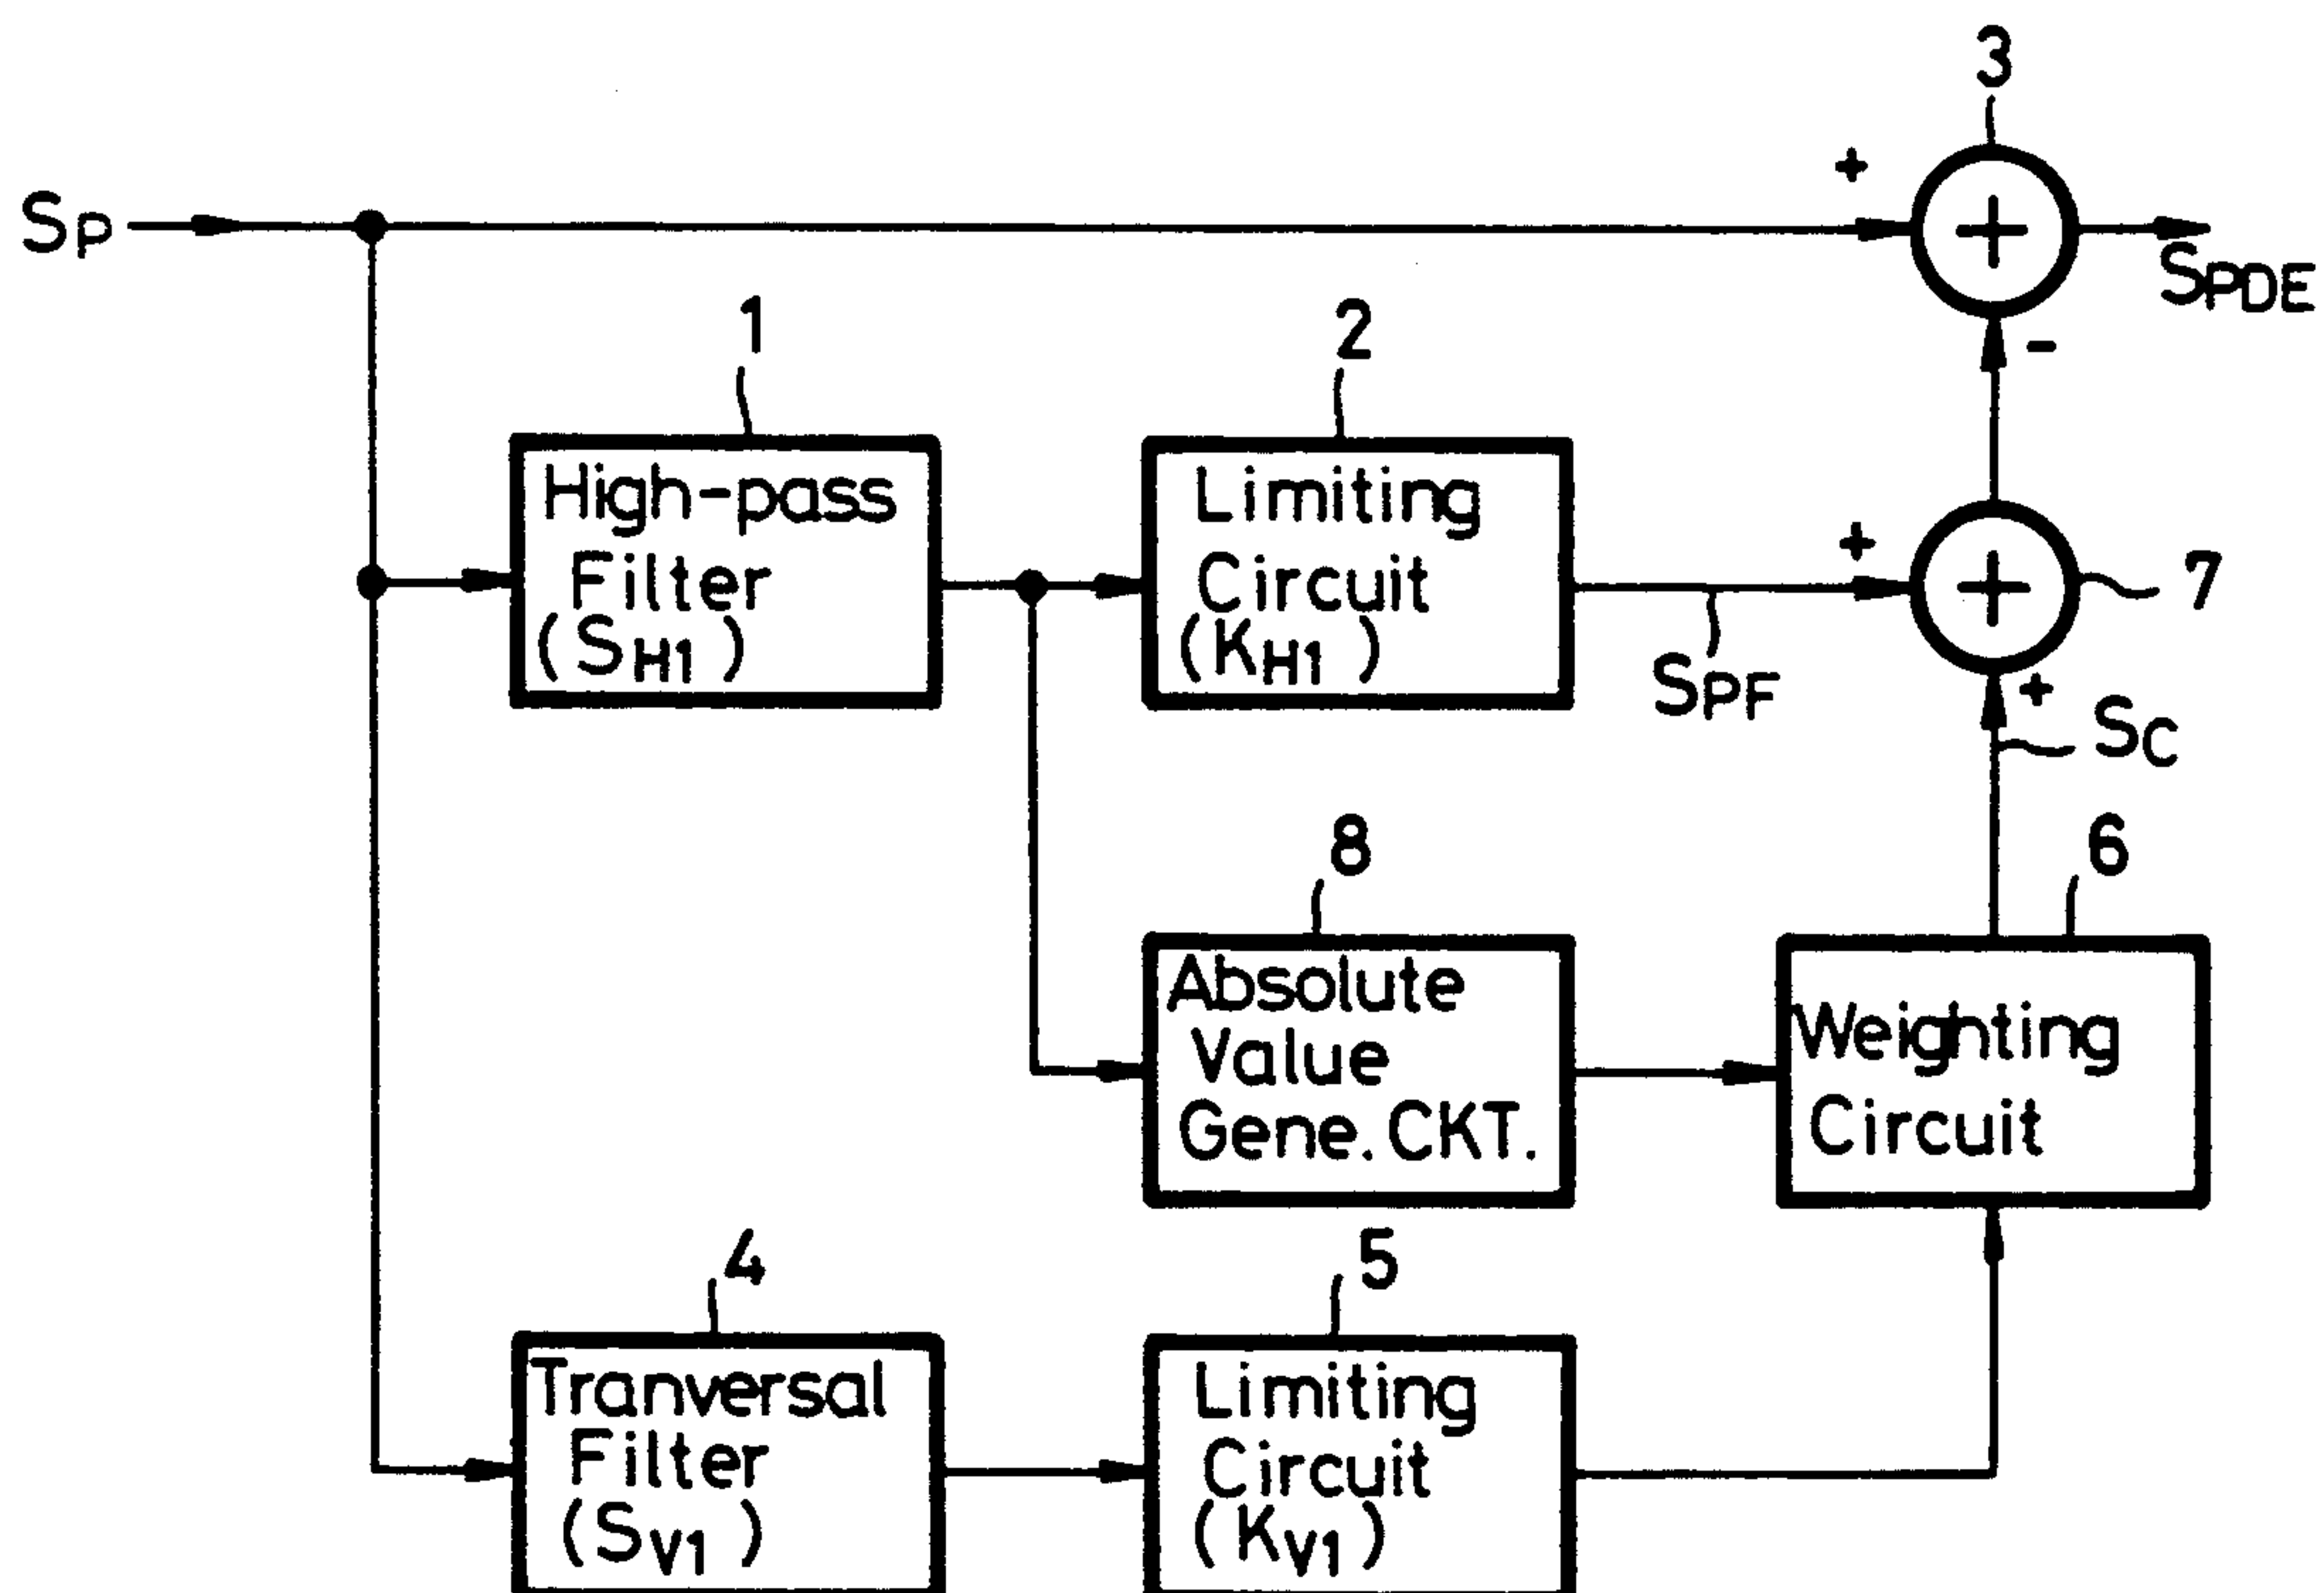 3
+
SP
+
SPDE
-
1
2
High-pass
Filter
(SH1)
Limiting
Circuit
(KH1)
+
+
7
SPF
+
SC
8
6
Absolute
Value
Gene. CKT.
Weighting
Circuit
4
5
Tranversal
Filter
(SV1)
Limiting
Circuit
(KV1)